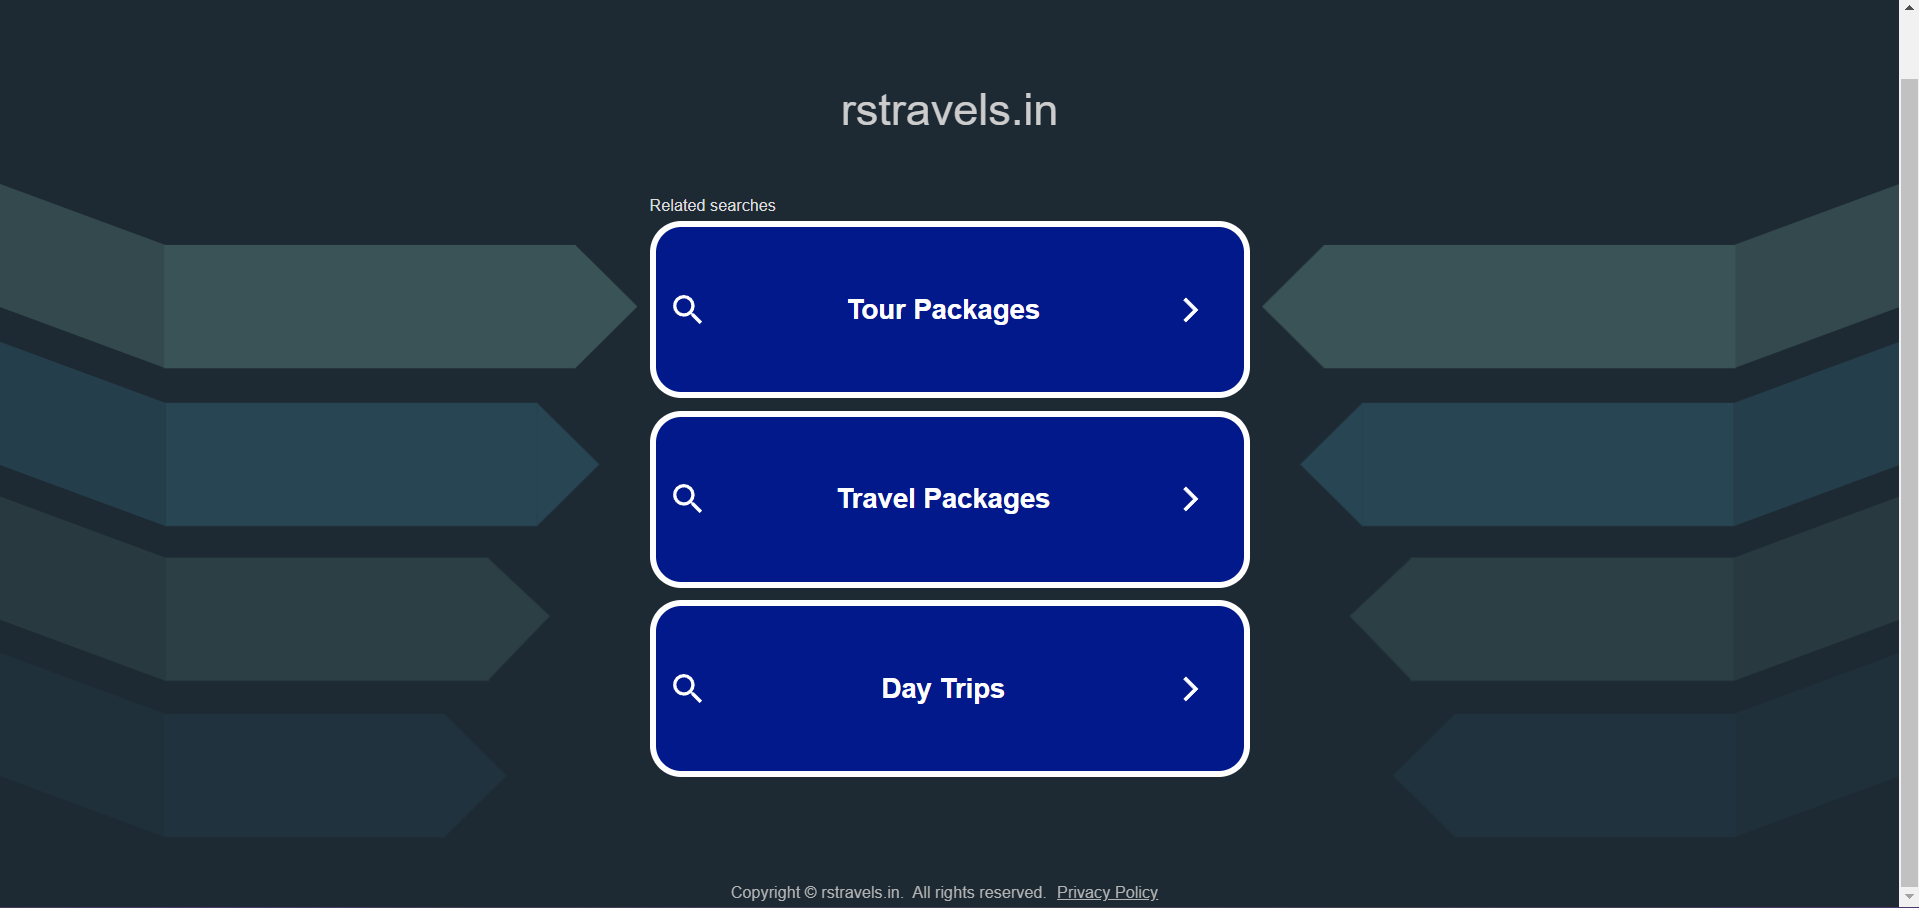 rstravels.in
Related searches
Tour Packages
Travel Packages
Day Trips
Copyright © rstravels.in.  All rights reserved.  Privacy Policy